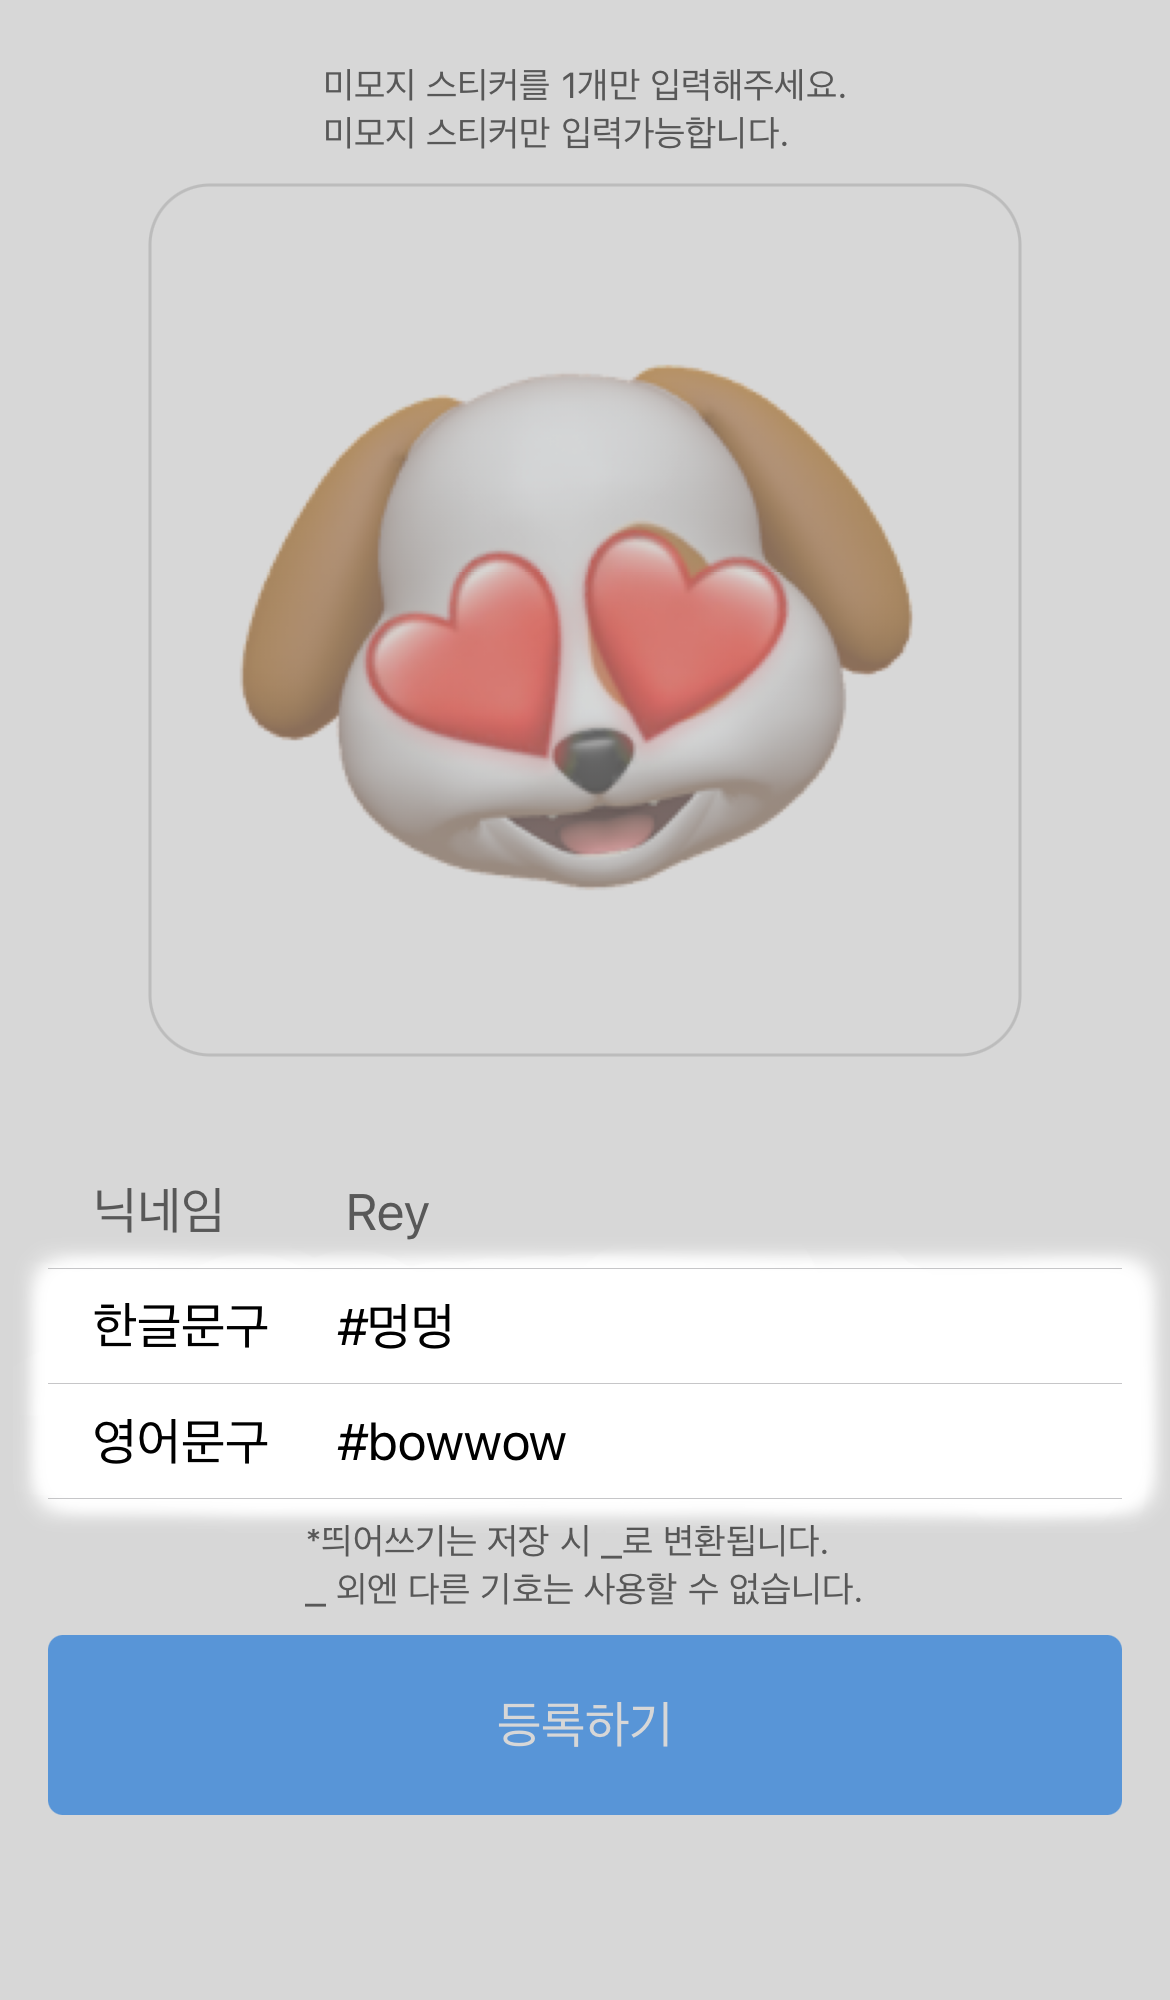 미모지 스티커를 1개만 입력해주세요.
미모지 스티커만 입력가능합니다.
닉네임 Rey
한글문구 #멍멍
영어문구 #bowwow
*띄어쓰기는 저장 시 _로 변환됩니다.
_ 외엔 다른 기호는 사용할 수 없습니다.
등록하기